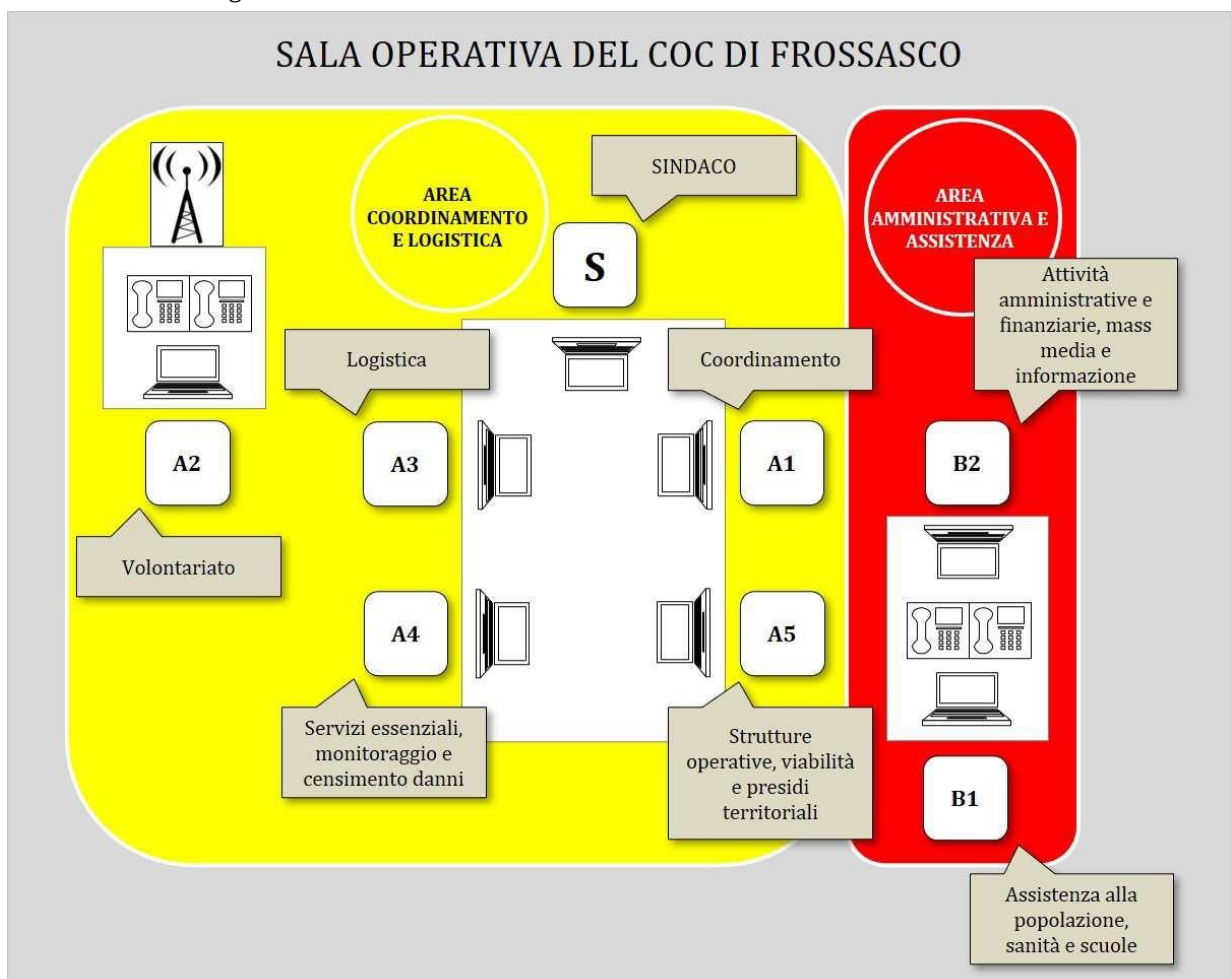 SALA OPERATIVA DEL COC DI FROSSASCO
SINDACO
AREA
COORDINAMENTO
E LOGISTICA
AREA
AMMINISTRATIVA E
ASSISTENZA
S
Attività
amministrative e
finanziarie, mass
media e
informazione
Logistica
Coordinamento
A2
A3
A1
B2
Volontariato
A4
A5
Servizi essenziali,
monitoraggio e
censimento danni
Strutture
operative, viabilità
e presidi
territoriali
B1
Assistenza alla
popolazione,
sanità e scuole